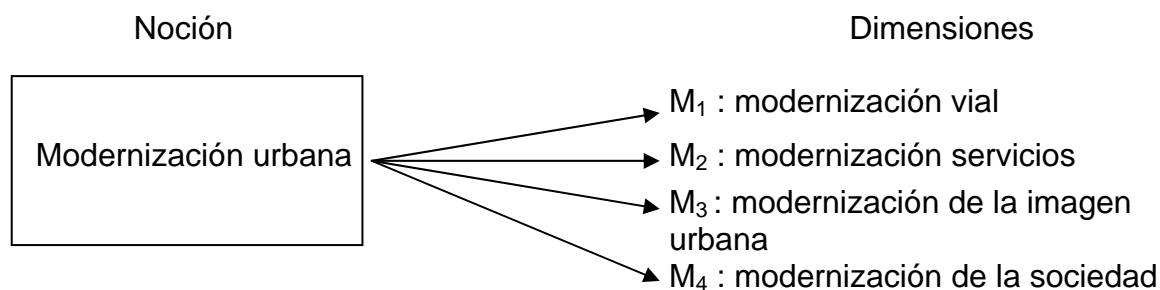 Noción
Dimensiones
Modernización urbana
M₁ : modernización vial
M₂ : modernización servicios
M₃ : modernización de la imagen
urbana
M₄ : modernización de la sociedad